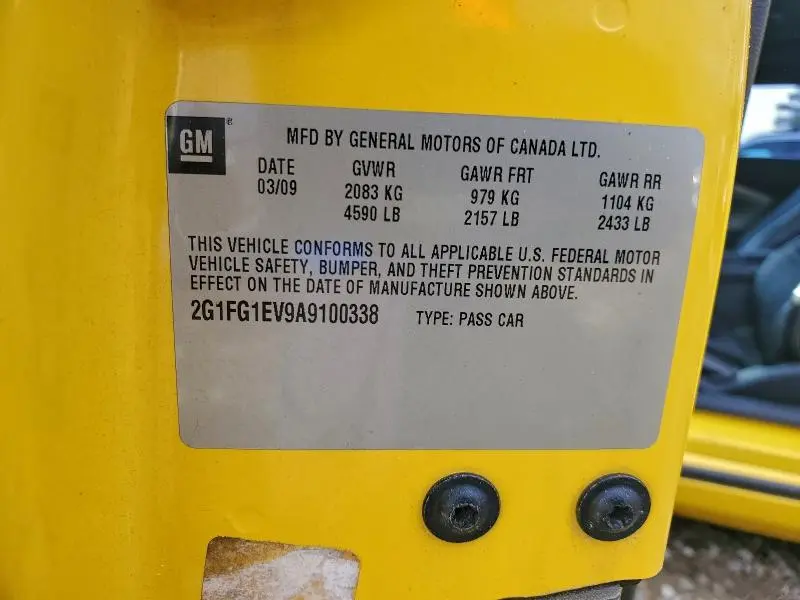 GM ®
MFD BY GENERAL MOTORS OF CANADA LTD.
DATE GVWR GAWR FRT GAWR RR
03/09 2083 KG 979 KG 1104 KG
4590 LB 2157 LB 2433 LB
THIS VEHICLE CONFORMS TO ALL APPLICABLE U.S. FEDERAL MOTOR
VEHICLE SAFETY, BUMPER, AND THEFT PREVENTION STANDARDS IN
EFFECT ON THE DATE OF MANUFACTURE SHOWN ABOVE.
2G1FG1EV9A9100338 TYPE: PASS CAR